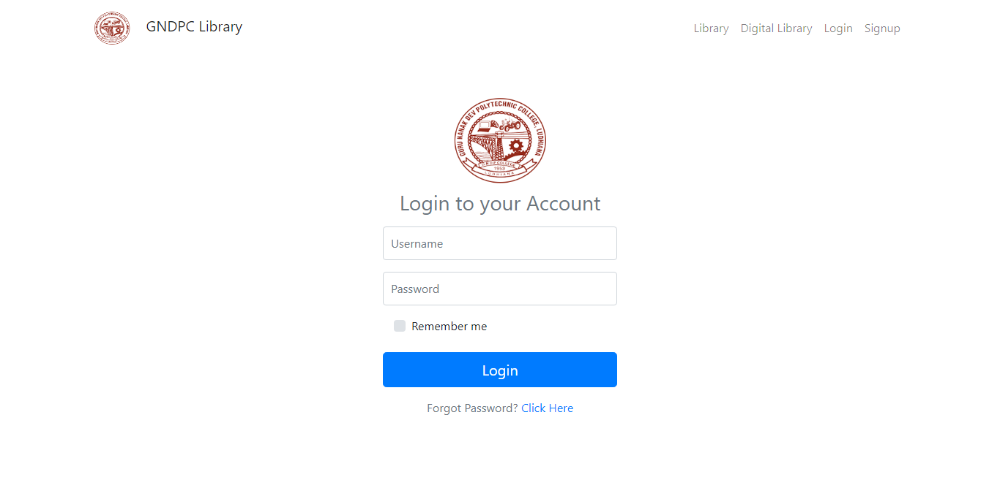 GNDPC Library
Library Digital Library Login Signup
GURU NANAK DEV POLYTECHNIC COLLEGE, LUDHIANA
G.N.D.P. COLLEGE
1953
LUDHIANA
Login to your Account
Username
Password
Remember me
Login
Forgot Password? Click Here